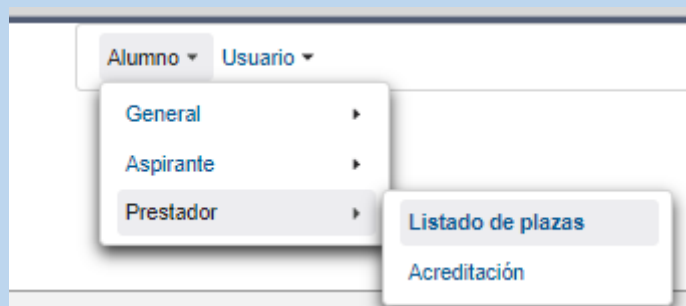 Alumno Usuario
General
Aspirante
Prestador
Listado de plazas
Acreditación